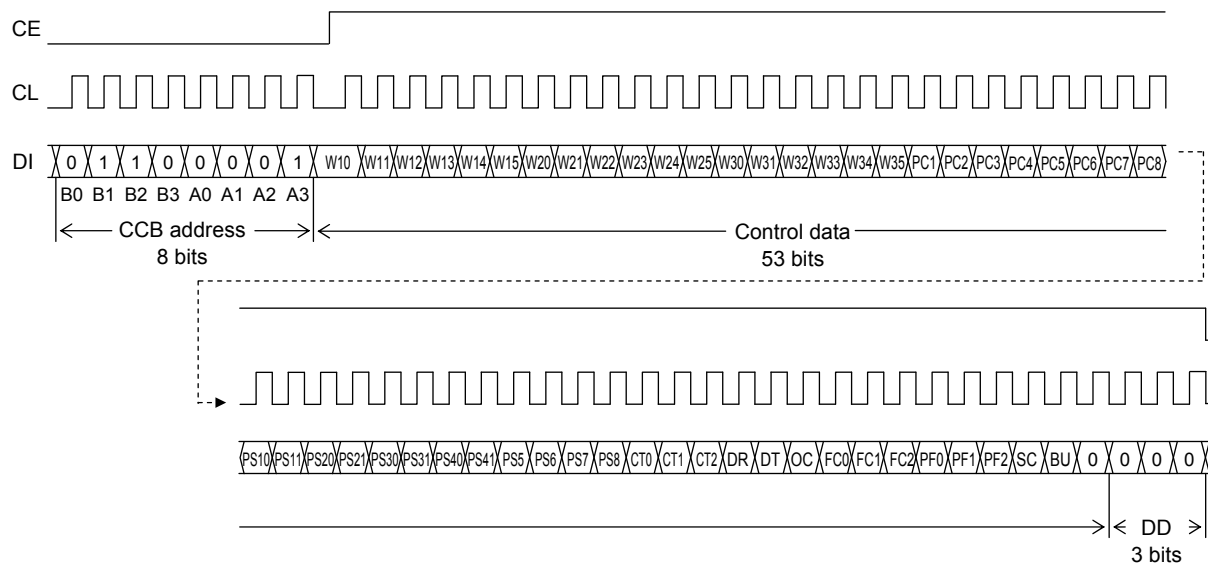 CE
CL
DI 0 1 1 0 0 0 0 1 W10 W11 W12 W13 W14 W15 W20 W21 W22 W23 W24 W25 W30 W31 W32 W33 W34 W35 PC1 PC2 PC3 PC4 PC5 PC6 PC7 PC8
B0 B1 B2 B3 A0 A1 A2 A3
CCB address
8 bits
Control data
53 bits
PS10 PS11 PS20 PS21 PS30 PS31 PS40 PS41 PS5 PS6 PS7 PS8 CT0 CT1 CT2 DR DT OC FC0 FC1 FC2 PF0 PF1 PF2 SC BU 0 0 0 0
DD
3 bits